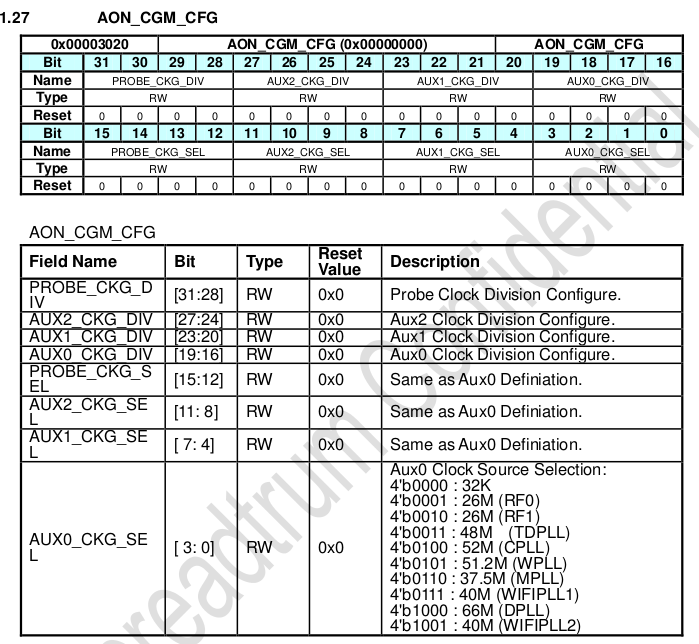 1.27 AON_CGM_CFG
0x00003020 AON_CGM_CFG (0x00000000) AON_CGM_CFG
Bit 31 30 29 28 27 26 25 24 23 22 21 20 19 18 17 16
Name PROBE_CKG_DIV AUX2_CKG_DIV AUX1_CKG_DIV AUX0_CKG_DIV
Type RW RW RW RW
Reset 0 0 0 0 0 0 0 0 0 0 0 0 0 0 0 0
Bit 15 14 13 12 11 10 9 8 7 6 5 4 3 2 1 0
Name PROBE_CKG_SEL AUX2_CKG_SEL AUX1_CKG_SEL AUX0_CKG_SEL
Type RW RW RW RW
Reset 0 0 0 0 0 0 0 0 0 0 0 0 0 0 0 0
AON_CGM_CFG
Field Name Bit Type Reset Value Description
PROBE_CKG_D
IV [31:28] RW 0x0 Probe Clock Division Configure.
AUX2_CKG_DIV [27:24] RW 0x0 Aux2 Clock Division Configure.
AUX1_CKG_DIV [23:20] RW 0x0 Aux1 Clock Division Configure.
AUX0_CKG_DIV [19:16] RW 0x0 Aux0 Clock Division Configure.
PROBE_CKG_S
EL [15:12] RW 0x0 Same as Aux0 Definiation.
AUX2_CKG_SE
L [11: 8] RW 0x0 Same as Aux0 Definiation.
AUX1_CKG_SE
L [ 7: 4] RW 0x0 Same as Aux0 Definiation.
AUX0_CKG_SE
L [ 3: 0] RW 0x0 Aux0 Clock Source Selection:
4'b0000 : 32K
4'b0001 : 26M (RF0)
4'b0010 : 26M (RF1)
4'b0011 : 48M (TDPLL)
4'b0100 : 52M (CPLL)
4'b0101 : 51.2M (WPLL)
4'b0110 : 37.5M (MPLL)
4'b0111 : 40M (WIFIPLL1)
4'b1000 : 66M (DPLL)
4'b1001 : 40M (WIFIPLL2)
readtrum Confidential